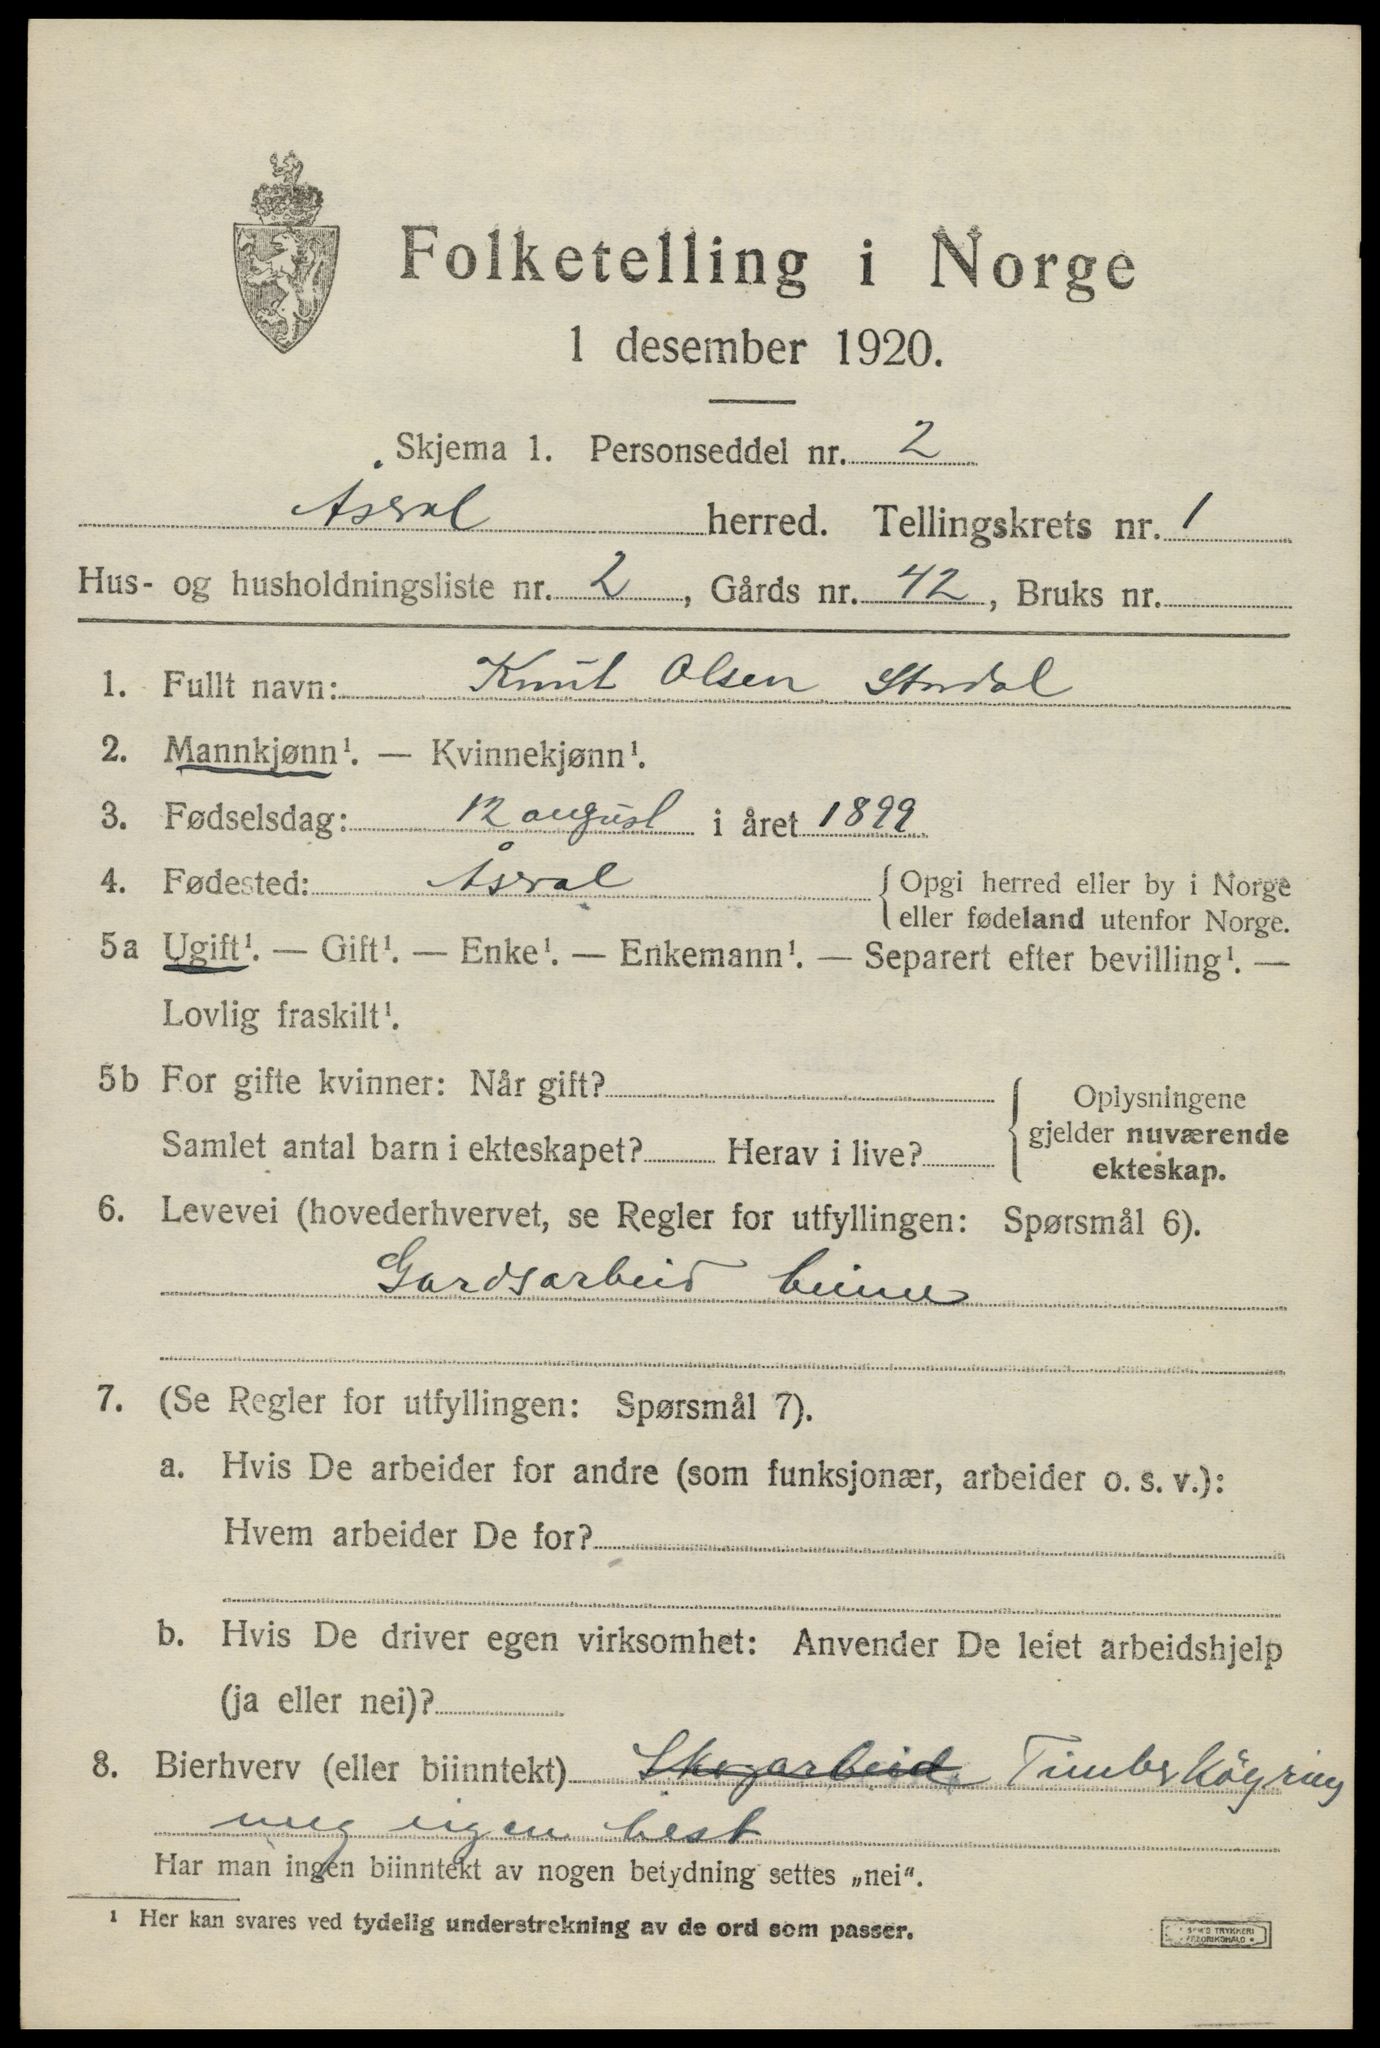 Folketelling i Norge
1 desember 1920.
Skjema 1. Personseddel nr. 2
Åseral herred. Tellingskrets nr. 1
Hus- og husholdningsliste nr. 2, Gårds nr. 42, Bruks nr.
1. Fullt navn: Knut Olsen Stordal
2. Mannkjønn¹. — Kvinnekjønn¹.
3. Fødselsdag: 12 august i året 1899
4. Fødested: Åseral {Opgi herred eller by i Norge
eller fødeland utenfor Norge.
5a Ugift¹. — Gift¹. — Enke¹. — Enkemann¹. — Separert efter bevilling¹. —
Lovlig fraskilt¹.
5b For gifte kvinner: Når gift?
Samlet antal barn i ekteskapet? Herav i live?
{Oplysningene
gjelder nuværende
ekteskap.
6. Levevei (hovederhvervet, se Regler for utfyllingen: Spørsmål 6).
Gardsarbeid heime
7. (Se Regler for utfyllingen: Spørsmål 7).
a. Hvis De arbeider for andre (som funksjonær, arbeider o. s. v.):
Hvem arbeider De for?
b. Hvis De driver egen virksomhet: Anvender De leiet arbeidshjelp
(ja eller nei)?
8. Bierhverv (eller biinntekt) Skogarbeid Timberköyring
meg eigen hest
Har man ingen biinntekt av nogen betydning settes „nei“.
¹ Her kan svares ved tydelig understrekning av de ord som passer.
TRYKKERI